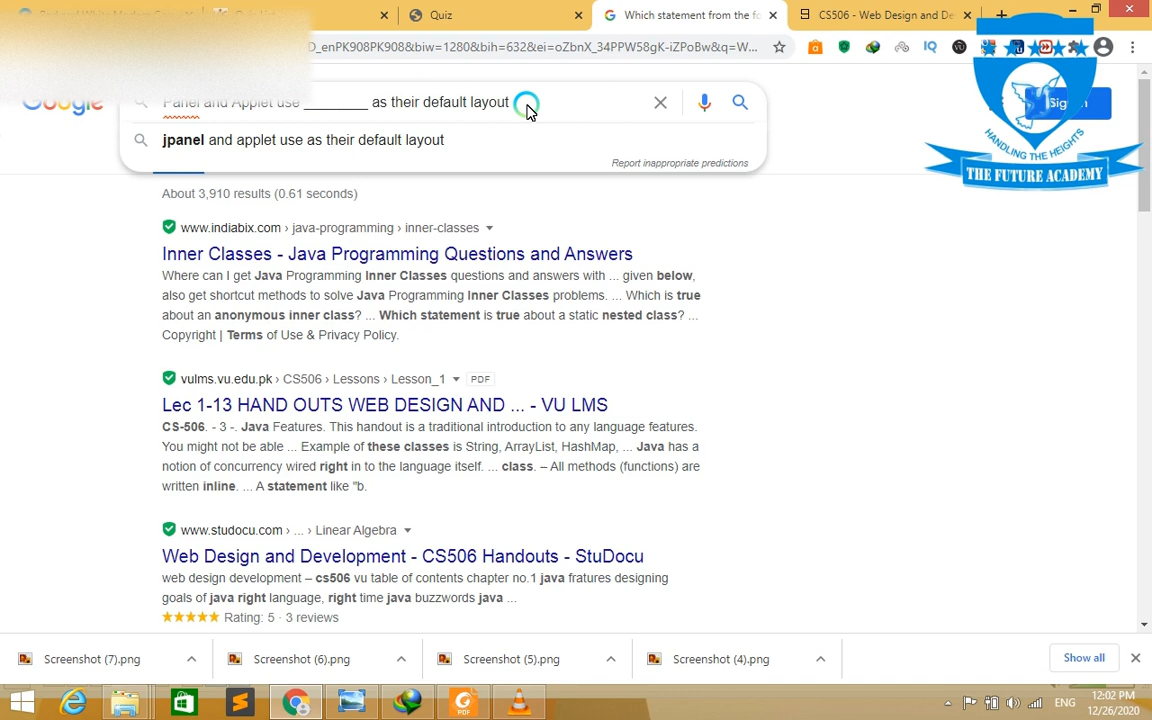 Quiz
Which statement from the fo
CS506 - Web Design and De
D_enPK908PK908&biw=1280&bih=632&ei=oZbnX_34PPW58gK-iZPoBw&q=W...
Google
Panel and Applet use ________ as their default layout
jpanel and applet use as their default layout
Report inappropriate predictions
HANDLING THE HEIGHTS
THE FUTURE ACADEMY
About 3,910 results (0.61 seconds)
www.indiabix.com › java-programming › inner-classes
Inner Classes - Java Programming Questions and Answers
Where can I get Java Programming Inner Classes questions and answers with ... given below,
also get shortcut methods to solve Java Programming Inner Classes problems. ... Which is true
about an anonymous inner class? ... Which statement is true about a static nested class? ...
Copyright | Terms of Use & Privacy Policy.
vulms.vu.edu.pk › CS506 › Lessons › Lesson_1 PDF
Lec 1-13 HAND OUTS WEB DESIGN AND ... - VU LMS
CS-506. - 3 -. Java Features. This handout is a traditional introduction to any language features.
You might not be able ... Example of these classes is String, ArrayList, HashMap, ... Java has a
notion of concurrency wired right in to the language itself. ... class. – All methods (functions) are
written inline. ... A statement like "b.
www.studocu.com › ... › Linear Algebra
Web Design and Development - CS506 Handouts - StuDocu
web design development – cs506 vu table of contents chapter no.1 java fratures designing
goals of java right language, right time java buzzwords java ...
Rating: 5 · 3 reviews
Screenshot (7).png
Screenshot (6).png
Screenshot (5).png
Screenshot (4).png
Show all
ENG
12:02 PM
12/26/2020